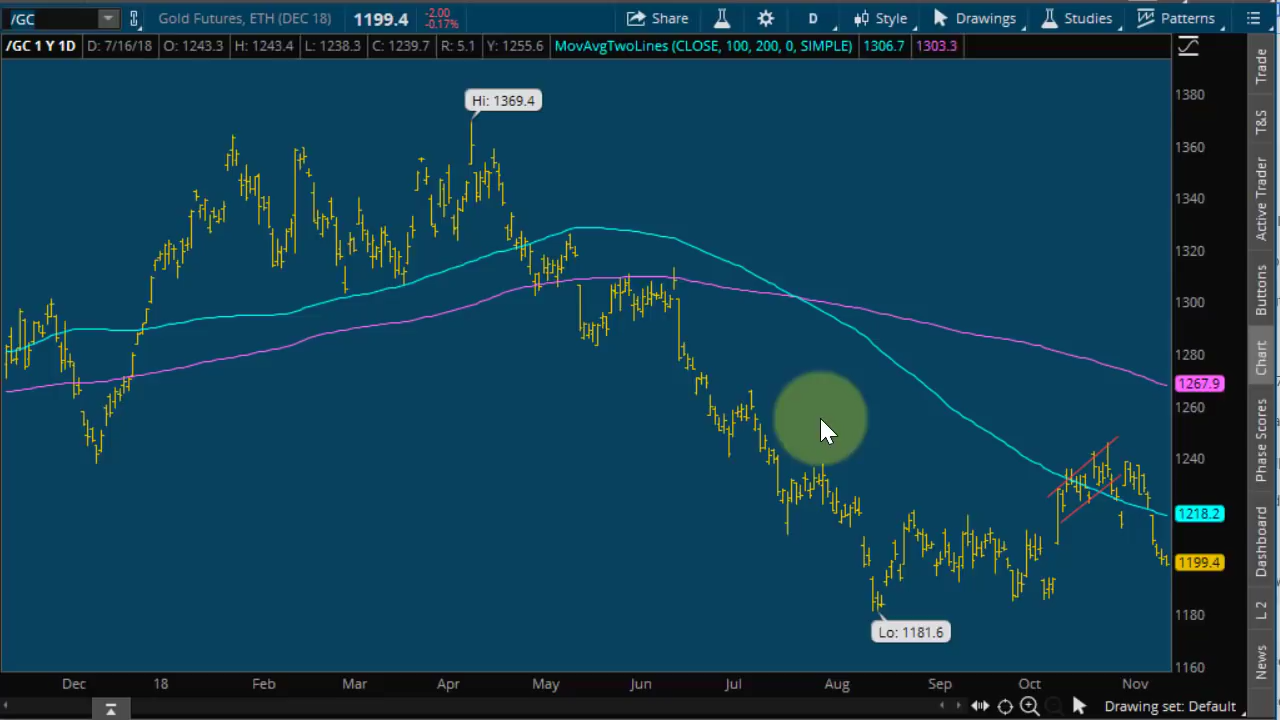 /GC Gold Futures, ETH (DEC 18) 1199.4 -2.00 -0.17% Share D Style Drawings Studies Patterns
/GC 1 Y 1D D: 7/16/18 O: 1243.3 H: 1243.4 L: 1238.3 C: 1239.7 R: 5.1 Y: 1255.6 MovAvgTwoLines (CLOSE, 100, 200, 0, SIMPLE) 1306.7 1303.3
Hi: 1369.4
Lo: 1181.6
1380
1360
1340
1320
1300
1280
1267.9
1260
1240
1218.2
1199.4
1180
1160
Dec 18 Feb Mar Apr May Jun Jul Aug Sep Oct Nov
Drawing set: Default
Trade
T&S
Active Trader
Buttons
Chart
Phase Scores
Dashboard
L 2
News